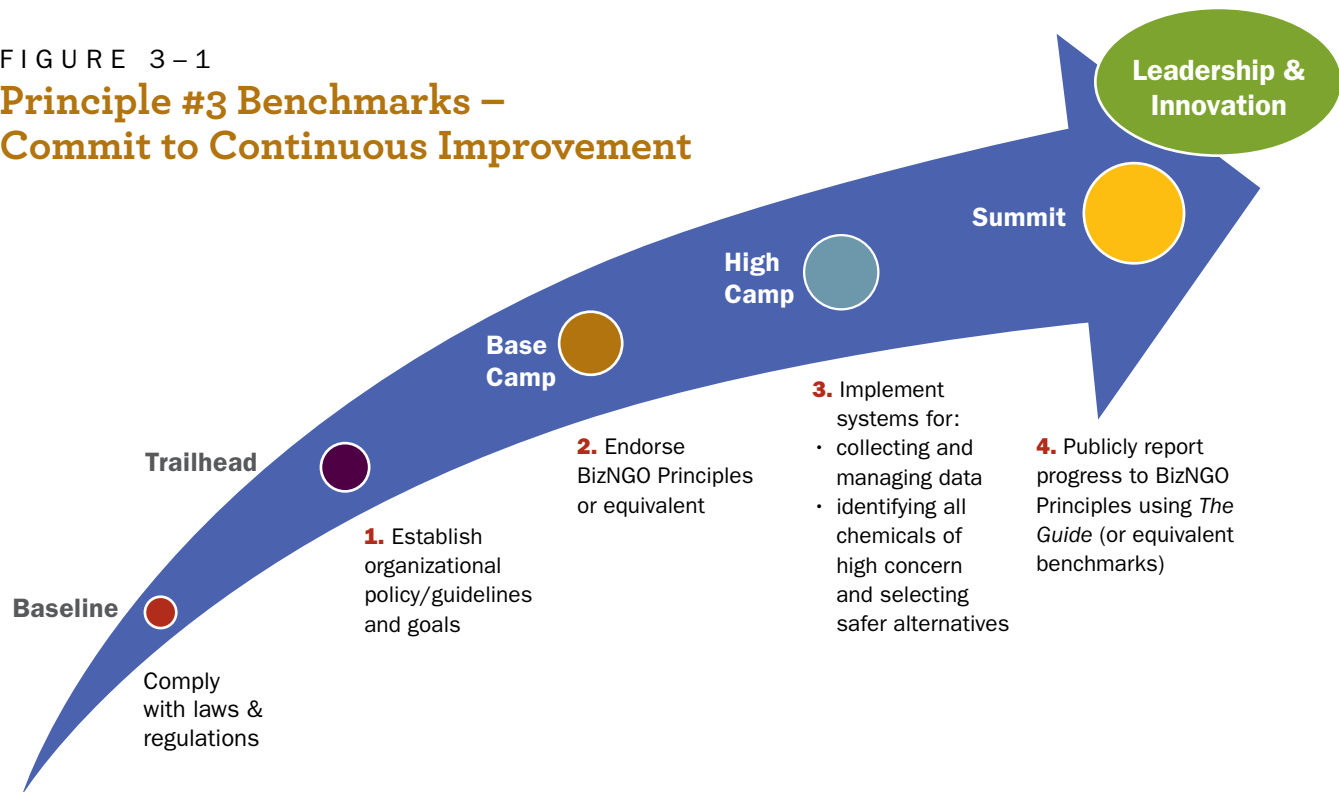 FIGURE 3–1
Principle #3 Benchmarks –
Commit to Continuous Improvement
Leadership &
Innovation
Summit
High
Camp
Base
Camp
Trailhead
Baseline
Comply
with laws &
regulations
1. Establish
organizational
policy/guidelines
and goals
2. Endorse
BizNGO Principles
or equivalent
3. Implement
systems for:
· collecting and
managing data
· identifying all
chemicals of
high concern
and selecting
safer alternatives
4. Publicly report
progress to BizNGO
Principles using The
Guide (or equivalent
benchmarks)